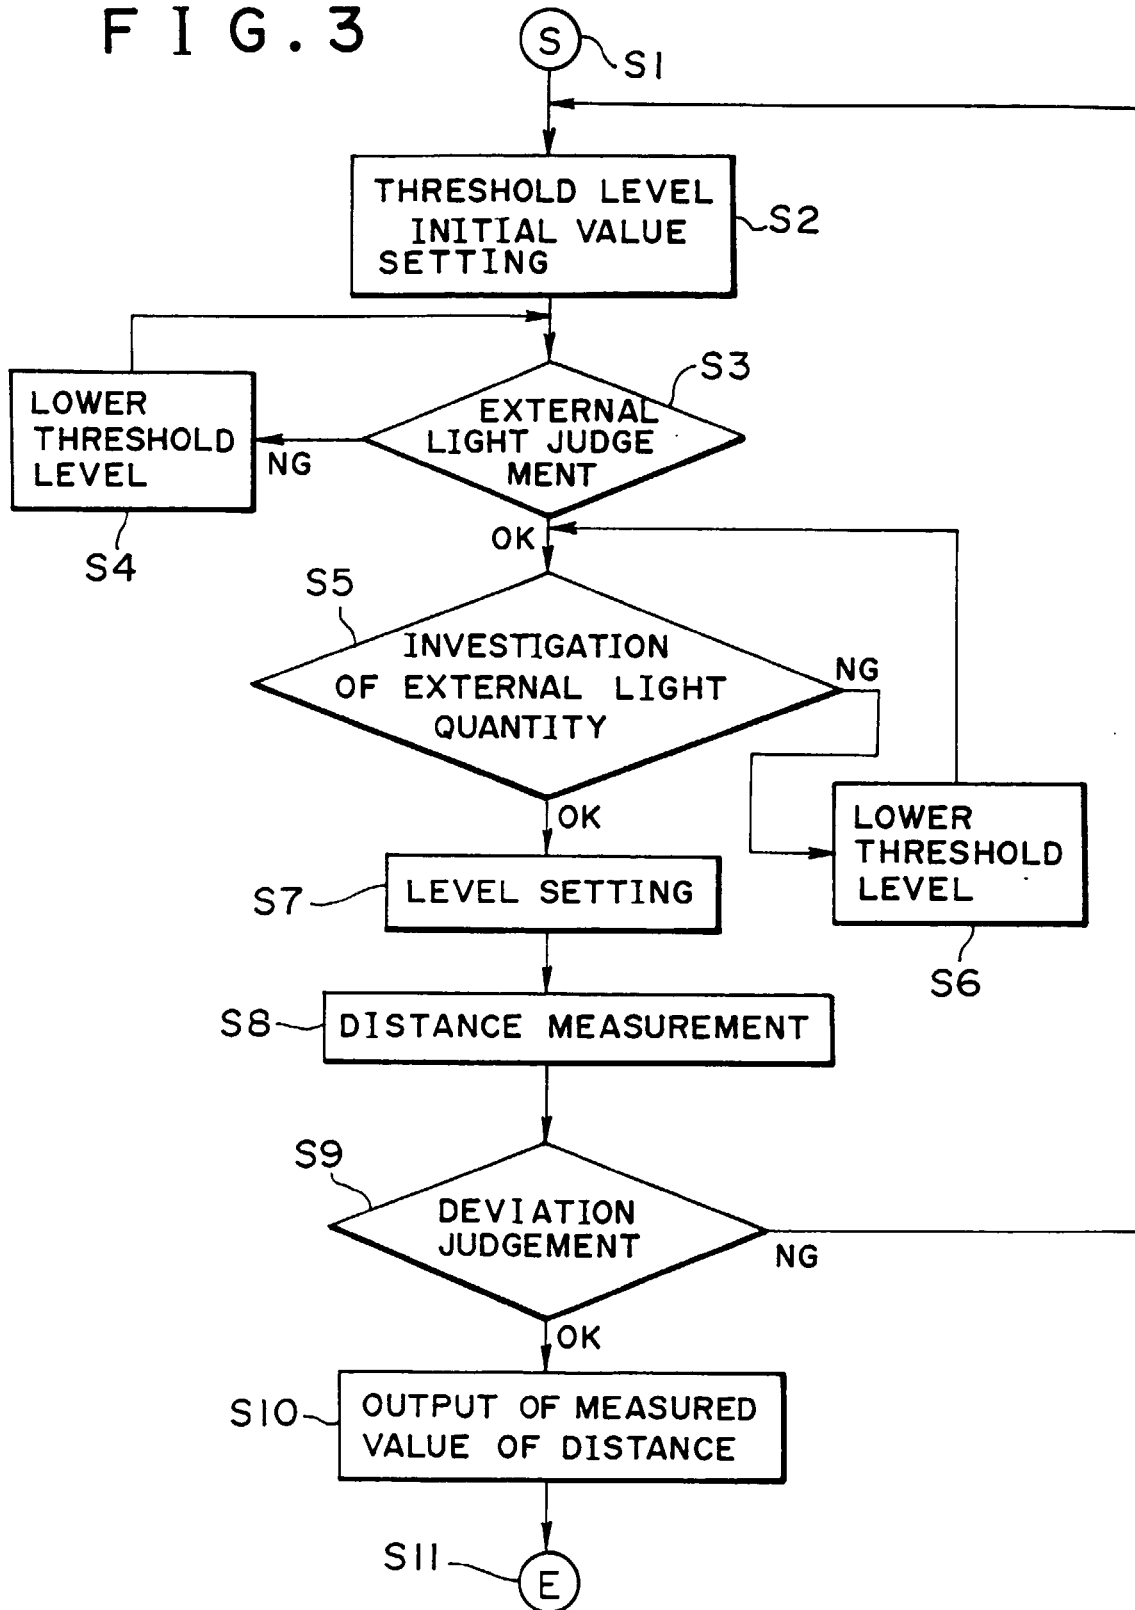 FIG.3
S
S1
THRESHOLD LEVEL
INITIAL VALUE
SETTING
S2
S3
EXTERNAL
LIGHT JUDGE
MENT
LOWER
THRESHOLD
LEVEL
NG
S4
OK
S5
INVESTIGATION
OF EXTERNAL LIGHT
QUANTITY
NG
OK
LOWER
THRESHOLD
LEVEL
S6
S7
LEVEL SETTING
S8
DISTANCE MEASUREMENT
S9
DEVIATION
JUDGEMENT
NG
OK
S10
OUTPUT OF MEASURED
VALUE OF DISTANCE
S11
E